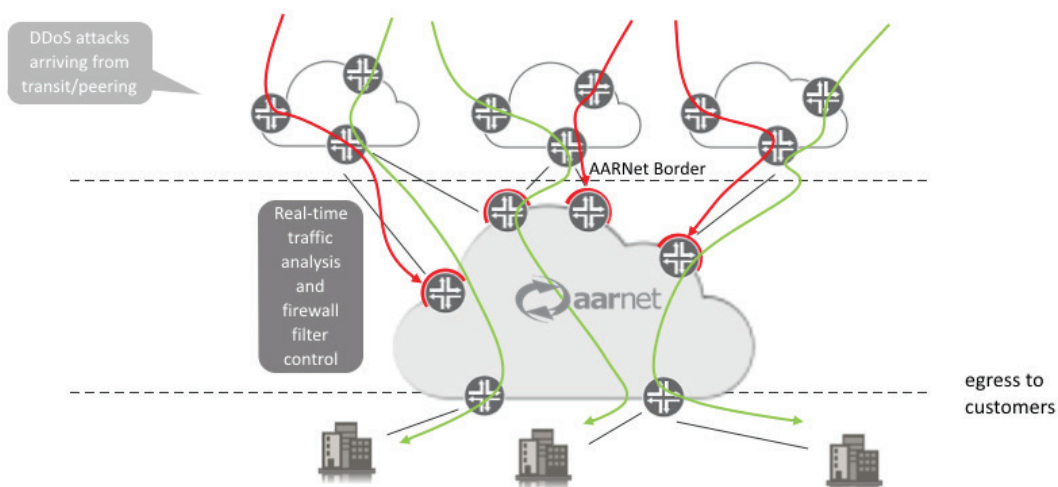 DDoS attacks
arriving from
transit/peering
AARNet Border
Real-time
traffic
analysis
and
firewall
filter
control
aarnet
egress to
customers